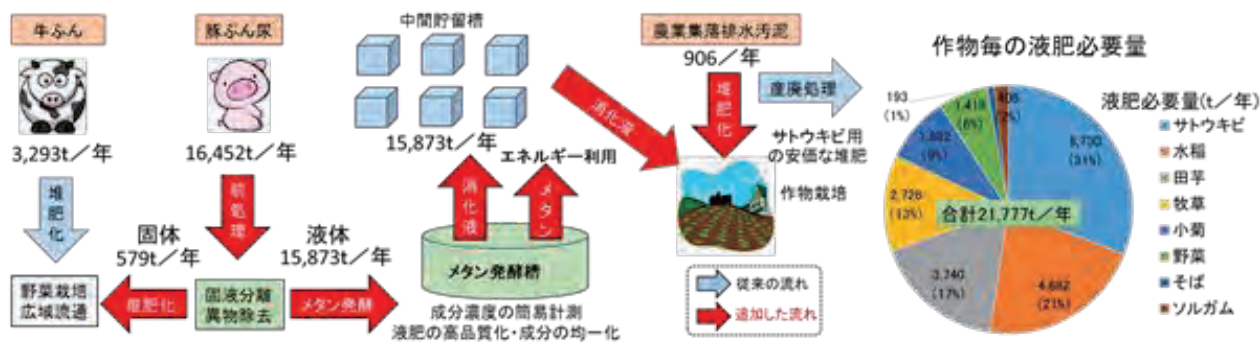 牛ふん
3,293t／年
堆肥化
野菜栽培
広域流通
豚ぷん尿
16,452t／年
前処理
固体
579t／年
堆肥化
固液分離
異物除去
液体
15,873t／年
メタン発酵
中間貯留槽
15,873t／年
エネルギー利用
消化液
メタン
メタン発酵槽
成分濃度の簡易計測
液肥の高品質化・成分の均一化
消化液
農業集落排水汚泥
906／年
堆肥化
産廃処理
サトウキビ用
の安価な堆肥
作物栽培
従来の流れ
追加した流れ
作物毎の液肥必要量
193
(1%)
(6%)
(2%)
(9%)
2,726
(13%)
3,740
(17%)
4,682
(21%)
(31%)
合計21,777t／年
液肥必要量(t／年)
サトウキビ
水稲
田芋
牧草
小菊
野菜
そば
ソルガム